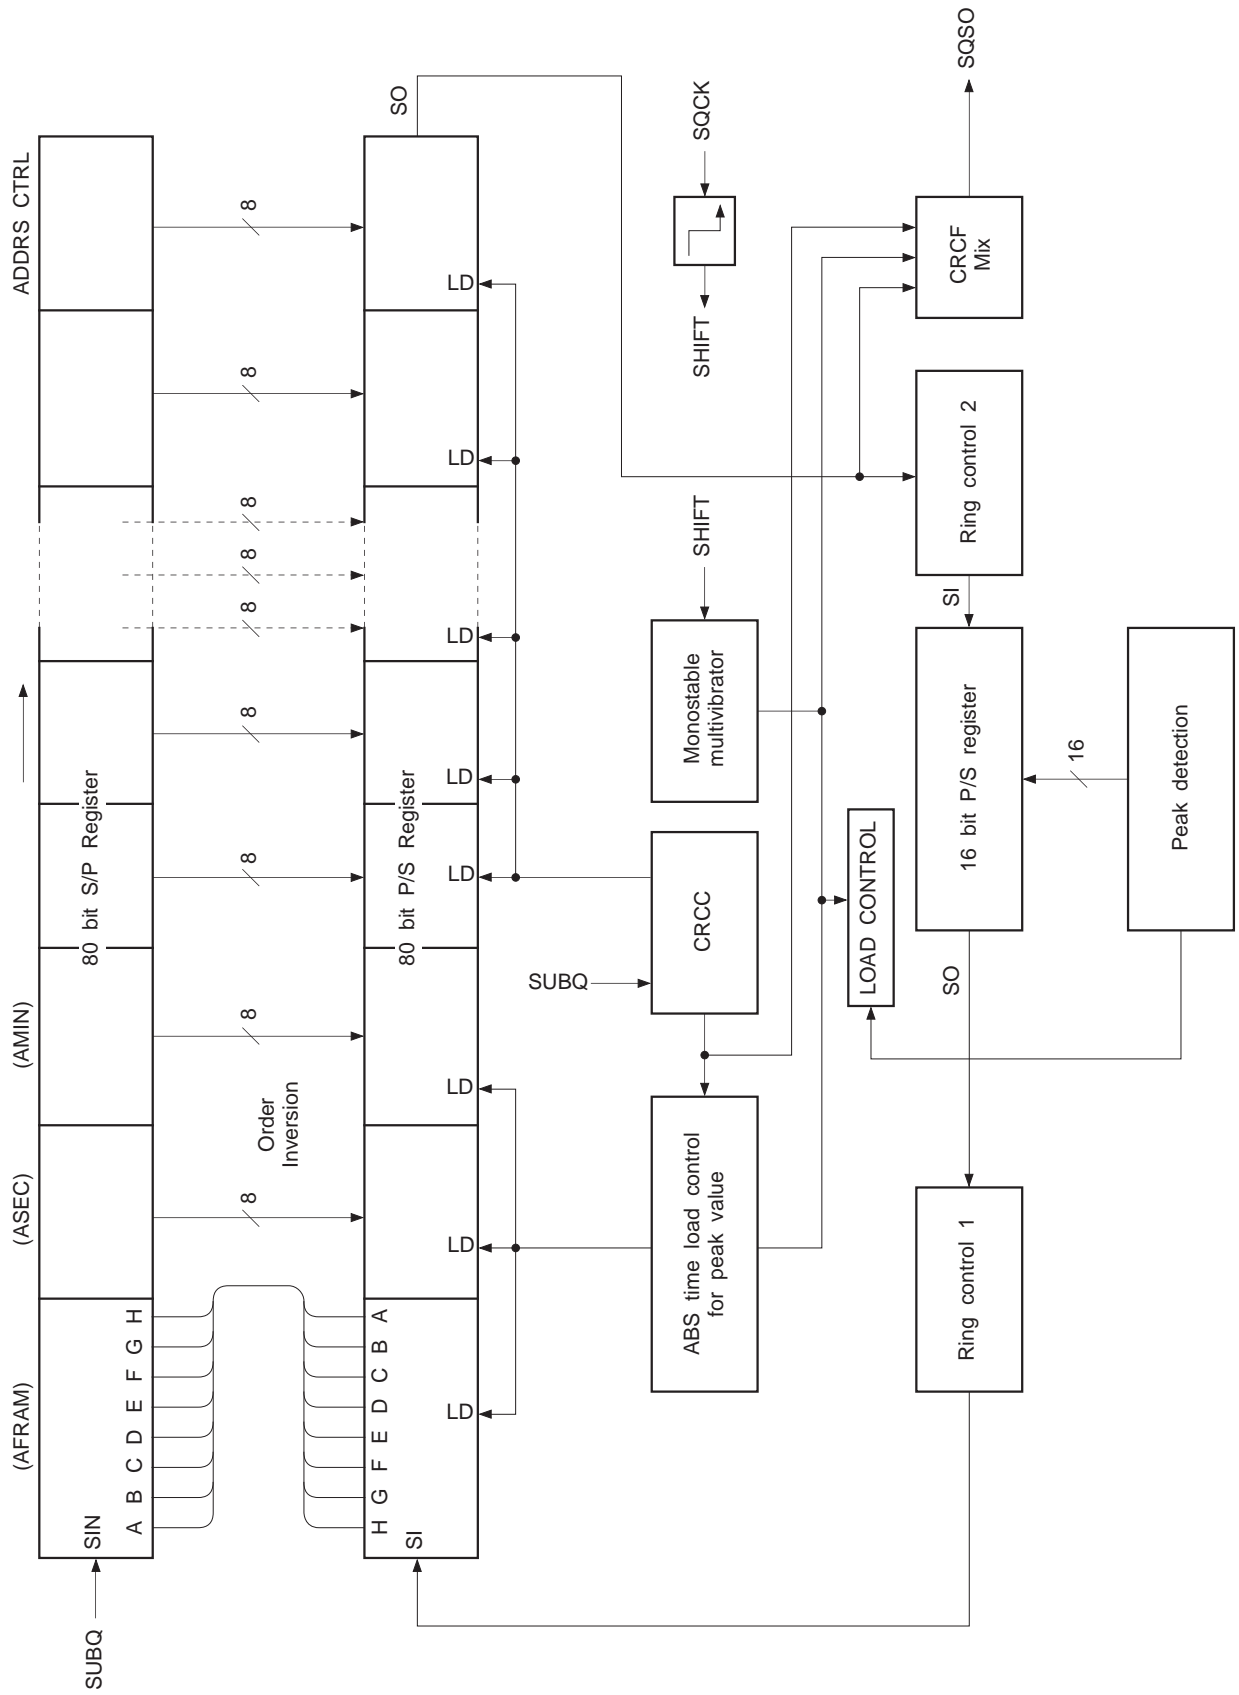 (AFRAM)
(ASEC)
(AMIN)
ADDRS CTRL
SUBQ
SIN
80 bit S/P Register
A B C D E F G H
8
8
8
8
8
8
8
8
8
Order
Inversion
H G F E D C B A
SI
80 bit P/S Register
SO
LD
LD
LD
LD
LD
LD
LD
LD
SUBQ
ABS time load control
for peak value
CRCC
Monostable
multivibrator
SHIFT
SHIFT
SQCK
LOAD CONTROL
Ring control 1
SO
16 bit P/S register
SI
Ring control 2
CRCF
Mix
SQSO
16
Peak detection